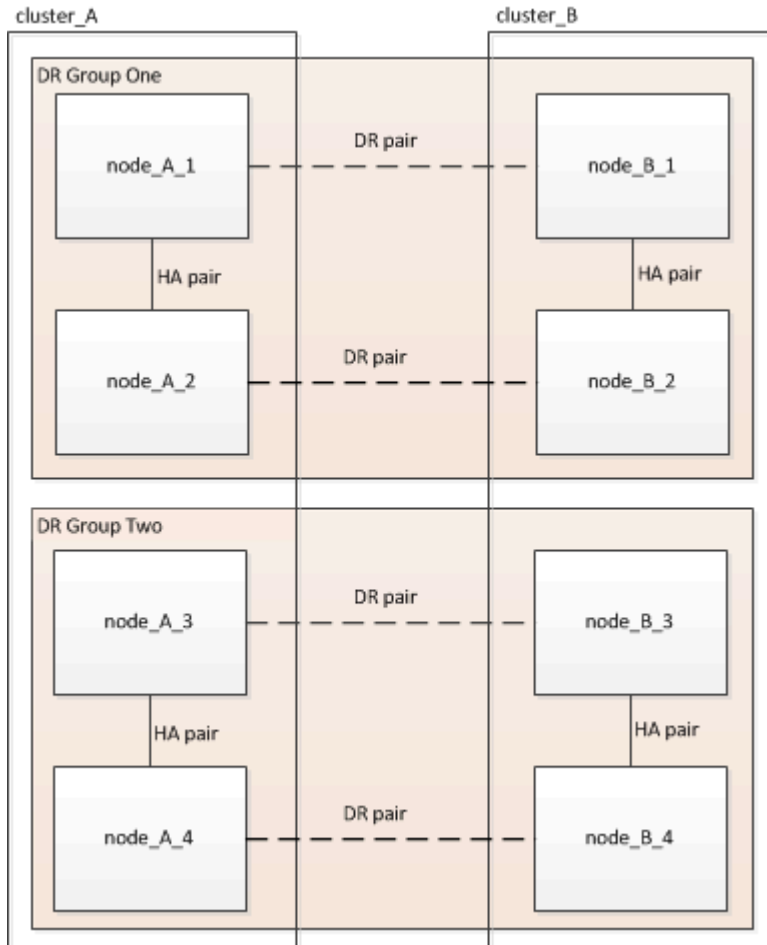 cluster_A
cluster_B
DR Group One
node_A_1
DR pair
node_B_1
HA pair
HA pair
node_A_2
DR pair
node_B_2
DR Group Two
node_A_3
DR pair
node_B_3
HA pair
HA pair
node_A_4
DR pair
node_B_4